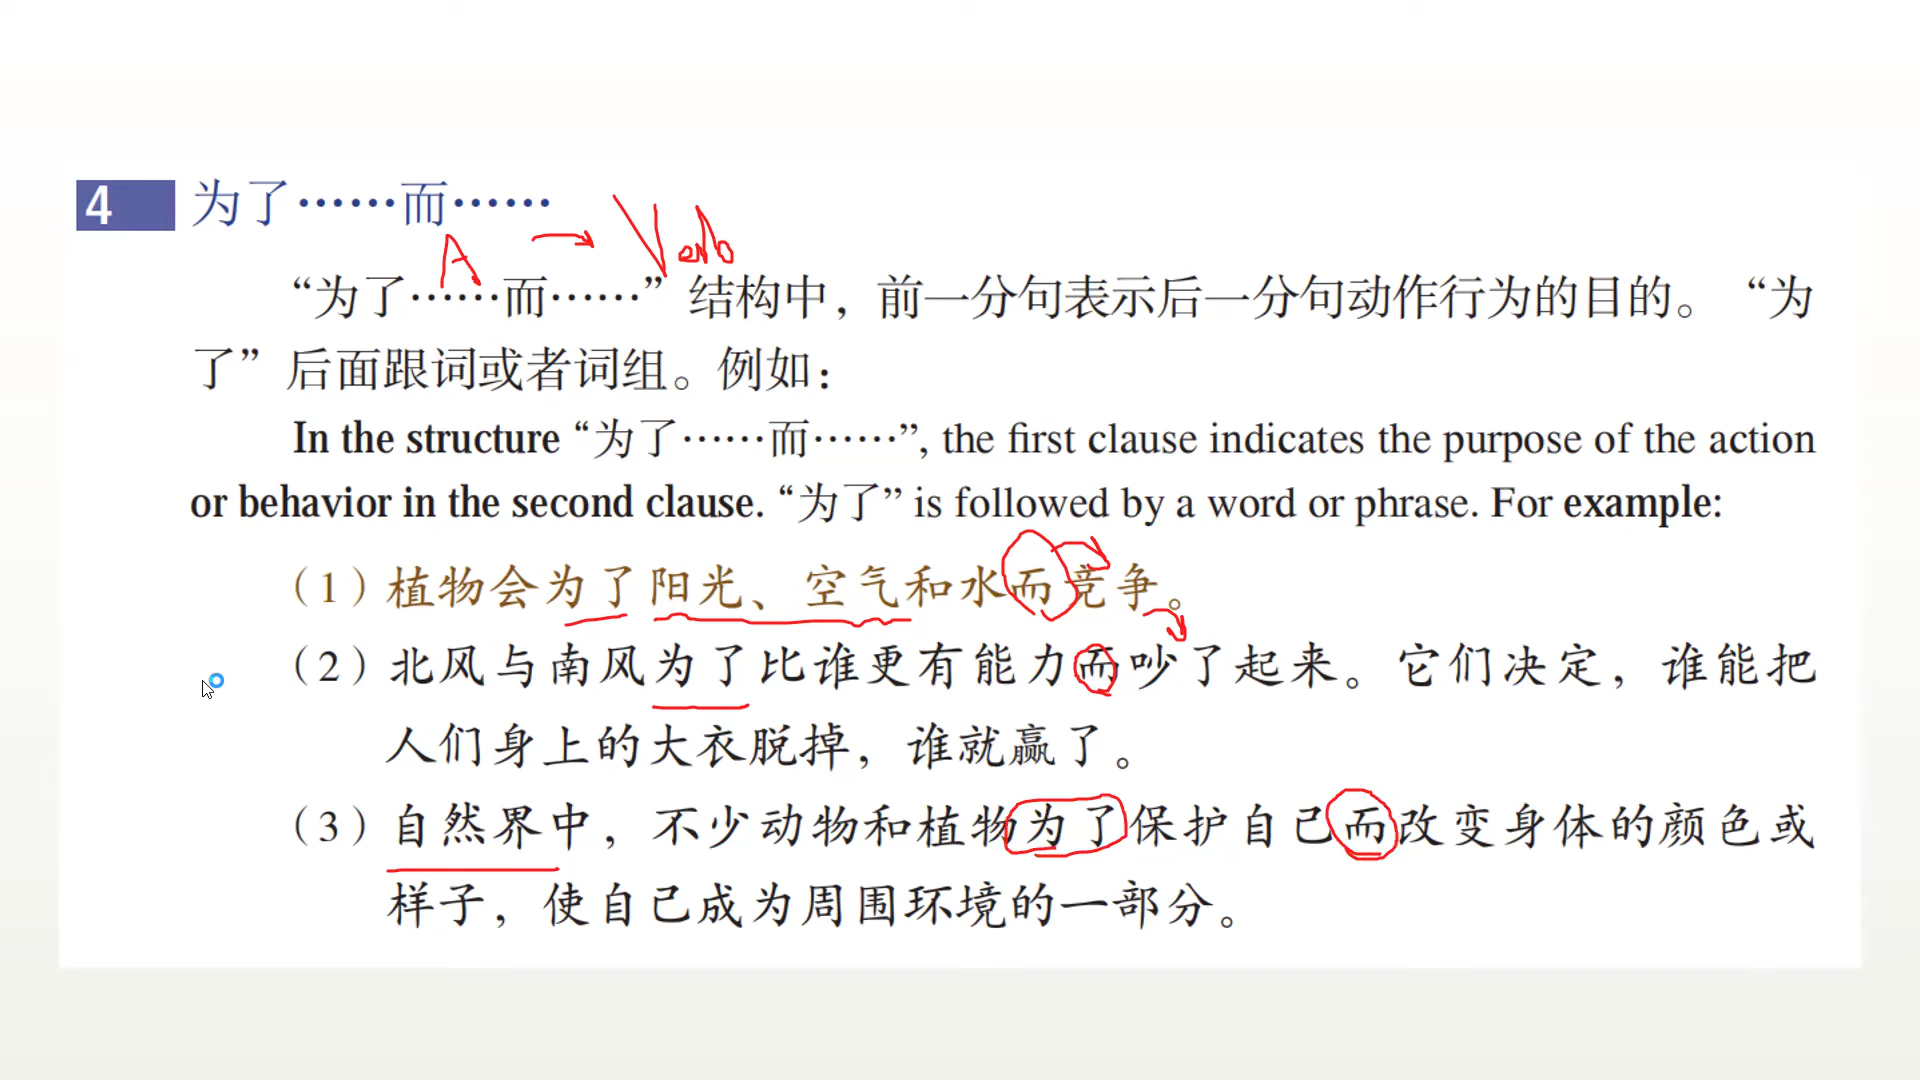 4 为了……而……
A → Verb
“为了……而……”结构中，前一分句表示后一分句动作行为的目的。“为
了”后面跟词或者词组。例如：
In the structure “为了……而……”, the first clause indicates the purpose of the action
or behavior in the second clause. “为了” is followed by a word or phrase. For example:
（1）植物会为了阳光、空气和水而竞争。
（2）北风与南风为了比谁更有能力而吵了起来。它们决定，谁能把
人们身上的大衣脱掉，谁就赢了。
（3）自然界中，不少动物和植物为了保护自己而改变身体的颜色或
样子，使自己成为周围环境的一部分。